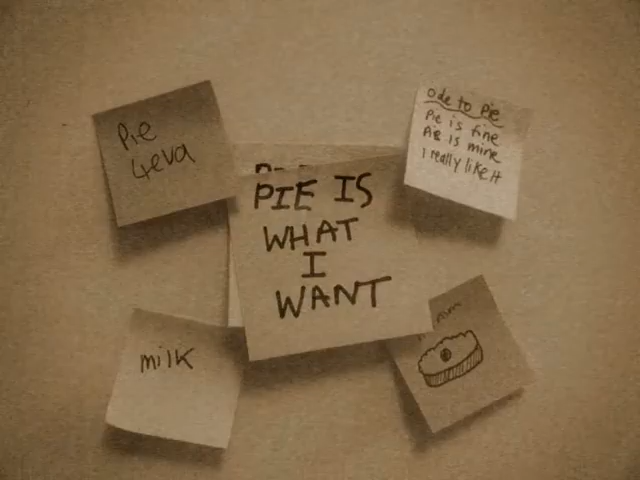 Pie
4eva
Ode to Pie
Pie is fine
Pie is mine
I really like it
PIE IS
WHAT
I
WANT
milk